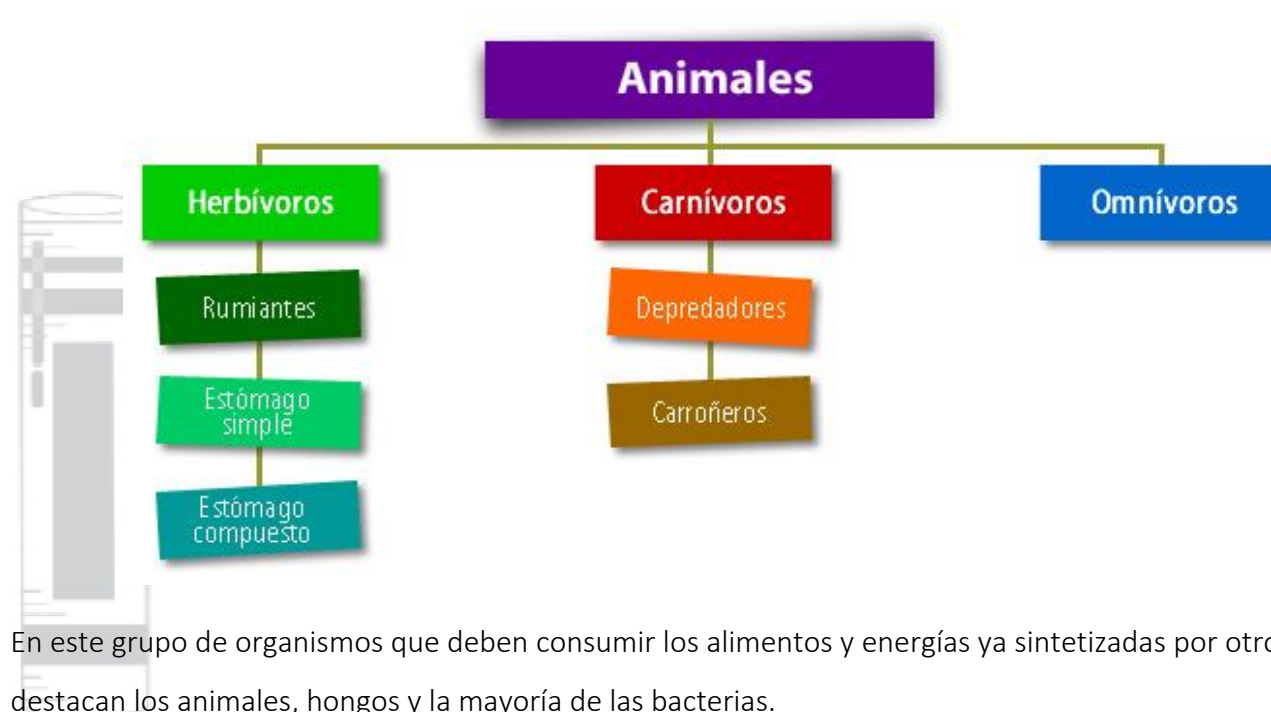 Animales
Herbívoros
Carnívoros
Omnívoros
Rumiantes
Depredadores
Estómago
simple
Carroñeros
Estómago
compuesto
En este grupo de organismos que deben consumir los alimentos y energías ya sintetizadas por otro
destacan los animales, hongos y la mayoría de las bacterias.